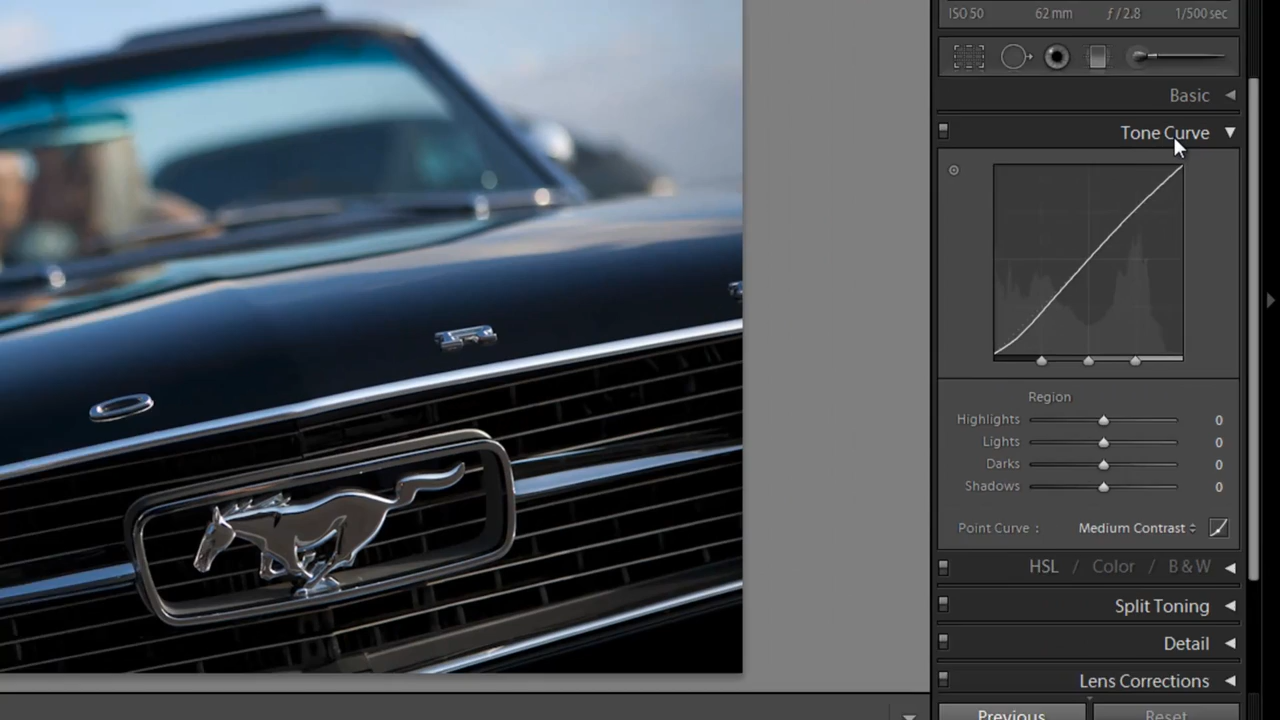 ISO 50 62 mm ƒ / 2.8 1/500 sec
Basic
Tone Curve
Region
Highlights 0
Lights 0
Darks 0
Shadows 0
Point Curve : Medium Contrast
HSL / Color / B & W
Split Toning
Detail
Lens Corrections
Previous Reset
O R